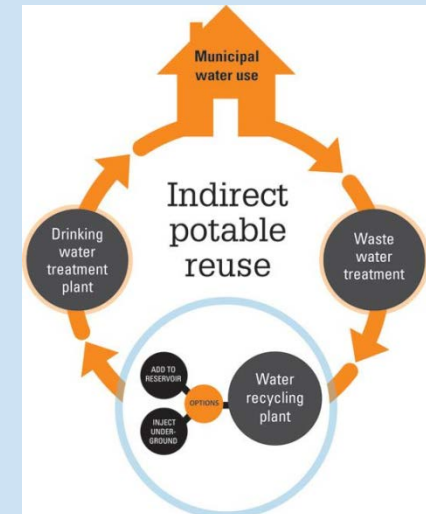 Municipal
water use
Indirect
potable
reuse
Drinking
water
treatment
plant
Waste
water
treatment
ADD TO
RESERVOIR
OPTIONS
INJECT
UNDER-
GROUND
Water
recycling
plant